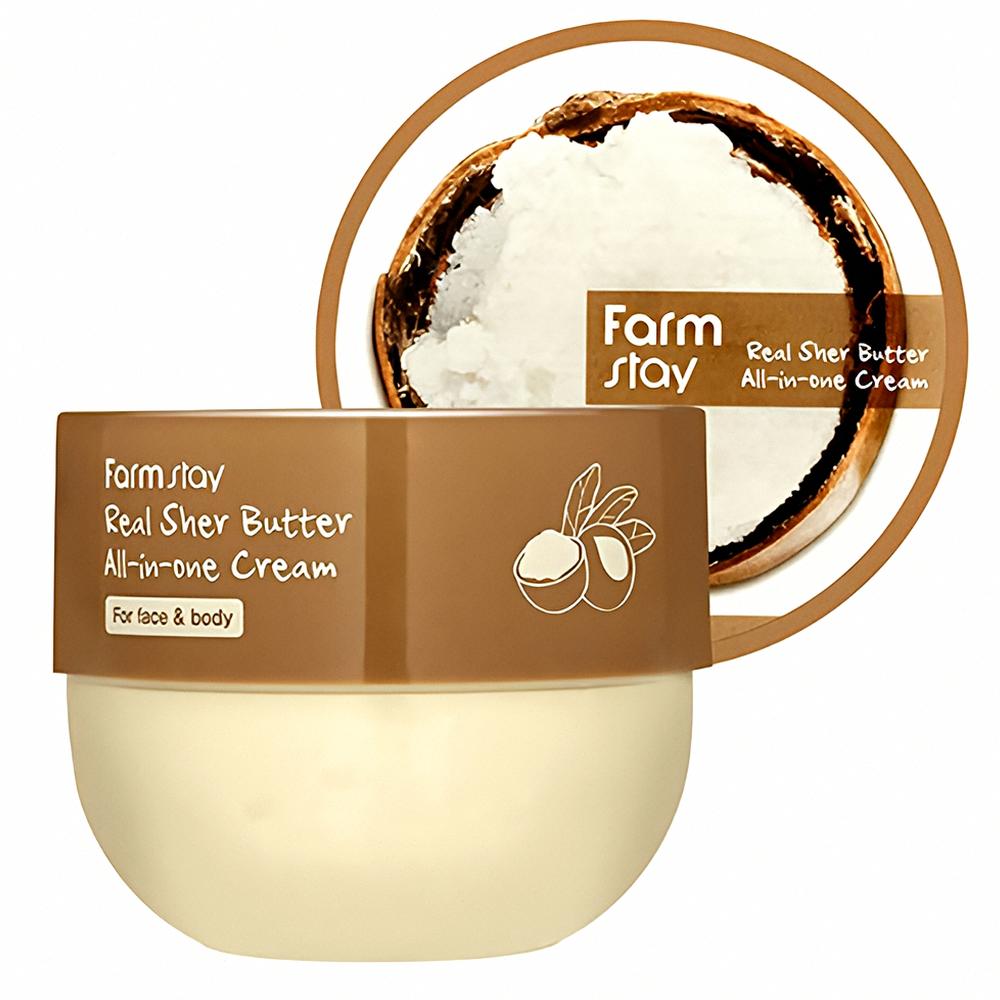 Farm
stay
Real Sher Butter
All-in-one Cream
Farmstay
Real Sher Butter
All-in-one Cream
For face & body